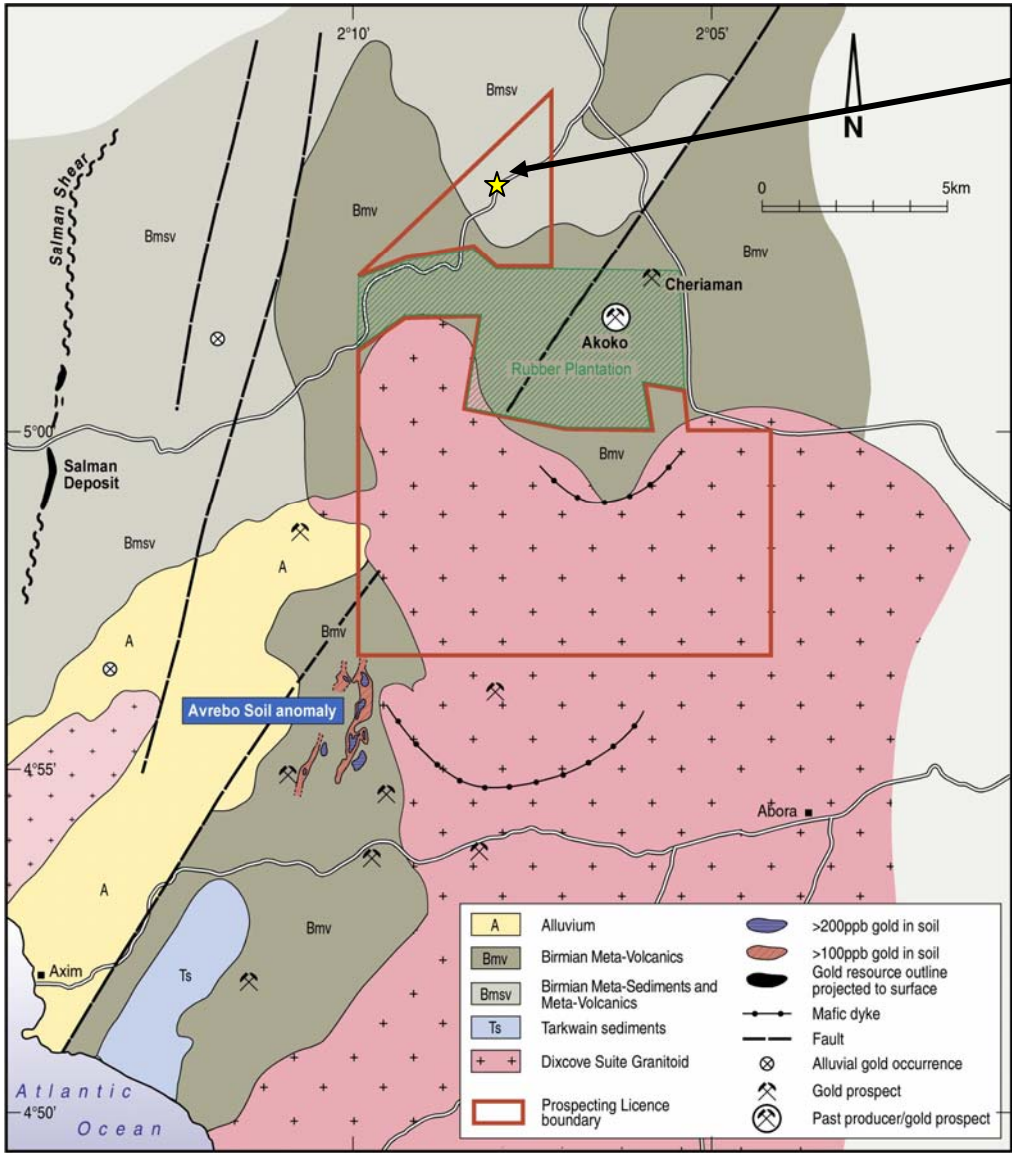 2°10'
2°05'
Bmsv
N
0
5km
Salman Shear
Bmv
Bmsv
Bmv
Cheriaman
Akoko
Rubber Plantation
5°00'
Bmv
Salman
Deposit
Bmsv
A
A
Bmv
Avrebo Soil anomaly
4°55'
Abora
A
Bmv
Axim
Ts
Atlantic
Ocean
4°50'
A
Alluvium
Bmv
Birmian Meta-Volcanics
Bmsv
Birmian Meta-Sediments and
Meta-Volcanics
Ts
Tarkwain sediments
Dixcove Suite Granitoid
Prospecting Licence
boundary
>200ppb gold in soil
>100ppb gold in soil
Gold resource outline
projected to surface
Mafic dyke
Fault
Alluvial gold occurrence
Gold prospect
Past producer/gold prospect